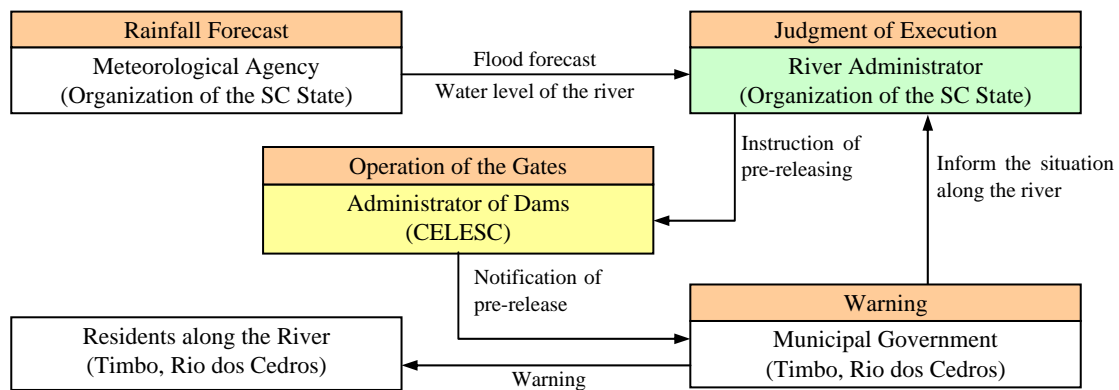 Rainfall Forecast
Meteorological Agency
(Organization of the SC State)
Flood forecast
Water level of the river
Judgment of Execution
River Administrator
(Organization of the SC State)
Instruction of
pre-releasing
Inform the situation
along the river
Operation of the Gates
Administrator of Dams
(CELESC)
Notification of
pre-release
Warning
Municipal Government
(Timbo, Rio dos Cedros)
Residents along the River
(Timbo, Rio dos Cedros)
Warning